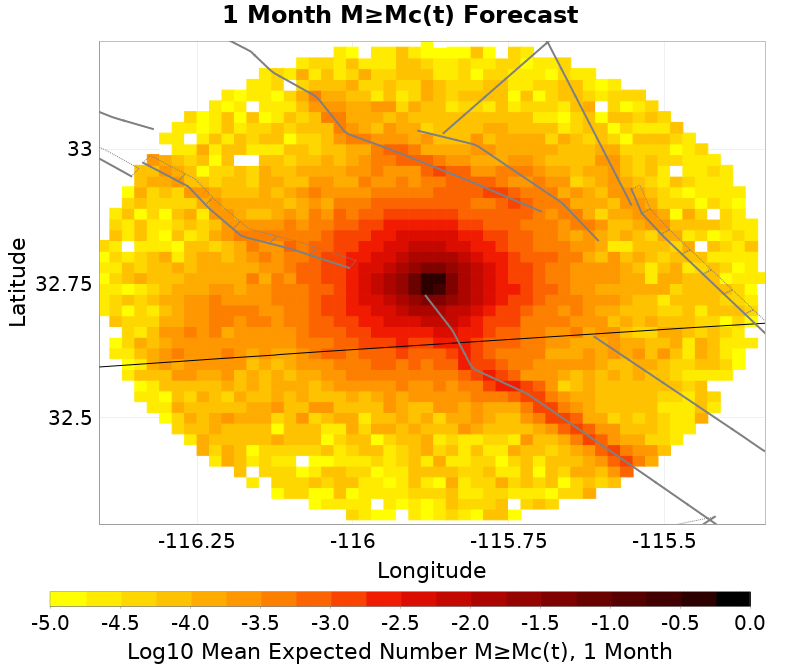 1 Month M≥Mc(t) Forecast
33
32.75
32.5
Latitude
-116.25 -116 -115.75 -115.5
Longitude
-5.0 -4.5 -4.0 -3.5 -3.0 -2.5 -2.0 -1.5 -1.0 -0.5 0.0
Log10 Mean Expected Number M≥Mc(t), 1 Month